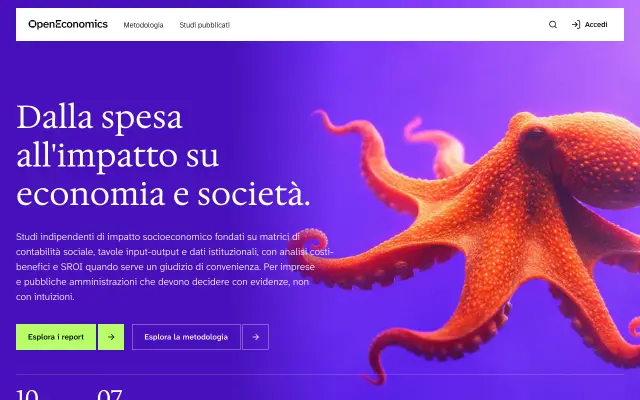 OpenEconomics
Metodologia
Studi pubblicati
Accedi
Dalla spesa
all'impatto su
economia e società.
Studi indipendenti di impatto socioeconomico fondati su matrici di
contabilità sociale, tavole input-output e dati istituzionali, con analisi costi-
benefici e SROI quando serve un giudizio di convenienza. Per imprese
e pubbliche amministrazioni che devono decidere con evidenze, non
con intuizioni.
Esplora i report
Esplora la metodologia
10
07